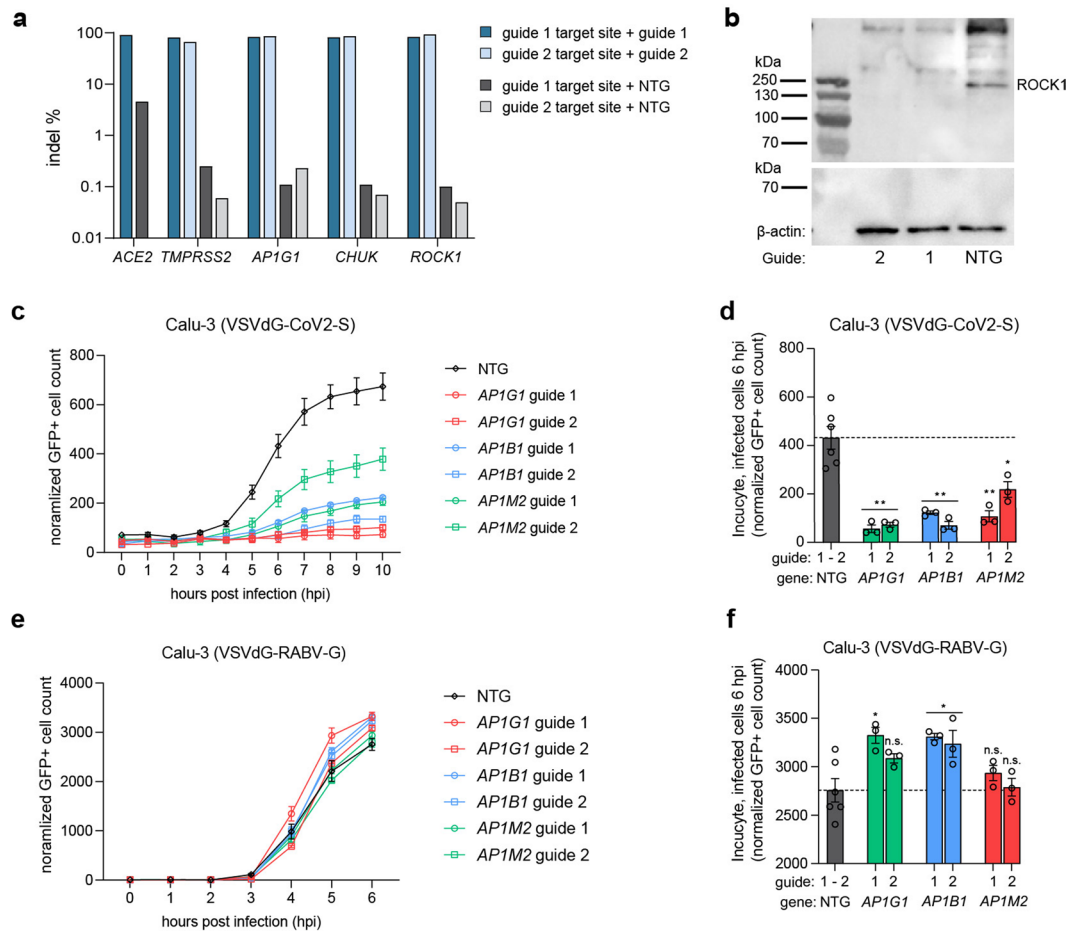 a
indel %
100
10
1
0.1
0.01
ACE2 TMPRSS2 AP1G1 CHUK ROCK1
guide 1 target site + guide 1
guide 2 target site + guide 2
guide 1 target site + NTG
guide 2 target site + NTG
b
kDa
250
130
100
70
ROCK1
kDa
70
β-actin:
Guide: 2 1 NTG
c
Calu-3 (VSVdG-CoV2-S)
noramlized GFP+ cell count
800
600
400
200
0
0 1 2 3 4 5 6 7 8 9 10
hours post infection (hpi)
NTG
AP1G1 guide 1
AP1G1 guide 2
AP1B1 guide 1
AP1B1 guide 2
AP1M2 guide 1
AP1M2 guide 2
d
Calu-3 (VSVdG-CoV2-S)
Incucyte, infected cells 6 hpi
(normalized GFP+ cell count)
800
600
400
200
0
** ** ** *
guide: 1 - 2 1 2 1 2 1 2
gene: NTG AP1G1 AP1B1 AP1M2
e
Calu-3 (VSVdG-RABV-G)
noramlized GFP+ cell count
4000
3000
2000
1000
0
0 1 2 3 4 5 6
hours post infection (hpi)
NTG
AP1G1 guide 1
AP1G1 guide 2
AP1B1 guide 1
AP1B1 guide 2
AP1M2 guide 1
AP1M2 guide 2
f
Calu-3 (VSVdG-RABV-G)
Incucyte, infected cells 6 hpi
(normalized GFP+ cell count)
4000
3500
3000
2500
2000
* n.s. * n.s. n.s.
guide: 1 - 2 1 2 1 2 1 2
gene: NTG AP1G1 AP1B1 AP1M2